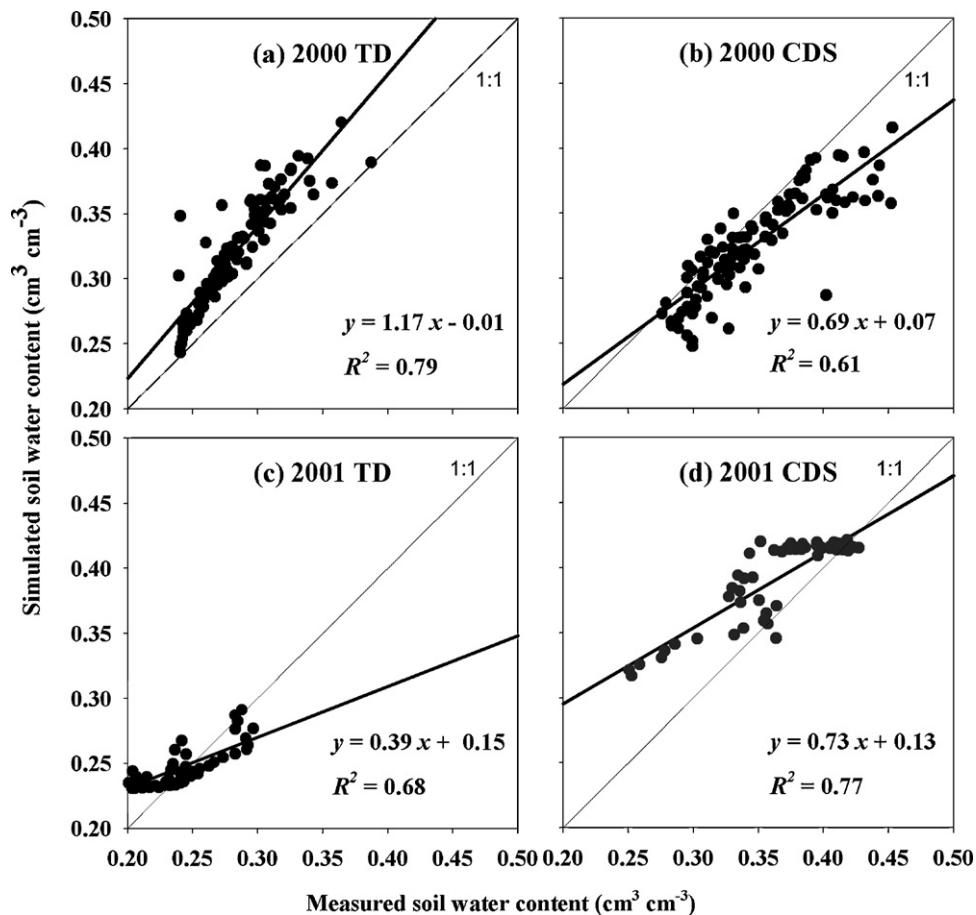 Simulated soil water content (cm³ cm⁻³)
0.50
0.45
0.40
0.35
0.30
0.25
0.20
(a) 2000 TD
1:1
y = 1.17 x - 0.01
R² = 0.79
(b) 2000 CDS
1:1
y = 0.69 x + 0.07
R² = 0.61
0.50
0.45
0.40
0.35
0.30
0.25
0.20
(c) 2001 TD
1:1
y = 0.39 x + 0.15
R² = 0.68
(d) 2001 CDS
1:1
y = 0.73 x + 0.13
R² = 0.77
0.20 0.25 0.30 0.35 0.40 0.45 0.50 0.20 0.25 0.30 0.35 0.40 0.45 0.50
Measured soil water content (cm³ cm⁻³)